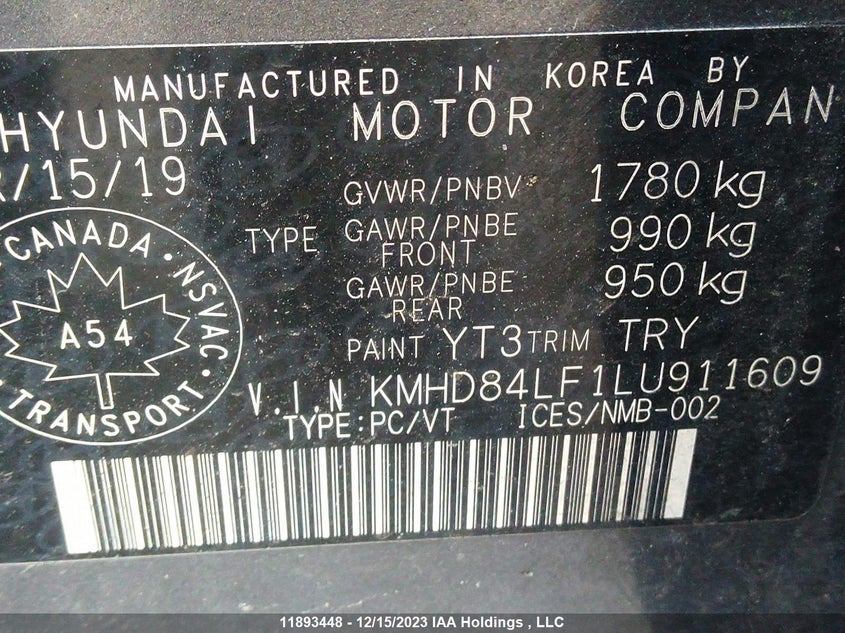 MANUFACTURED IN KOREA BY
HYUNDAI MOTOR COMPAN
/15/19
GVWR/PNBV 1780 kg
TYPE GAWR/PNBE FRONT 990 kg
GAWR/PNBE REAR 950 kg
PAINT YT3 TRIM TRY
CANADA · NSVAC · TRANSPORT
A54
V.I.N KMHD84LF1LU911609
TYPE:PC/VT ICES/NMB-002
11893448 - 12/15/2023 IAA Holdings , LLC